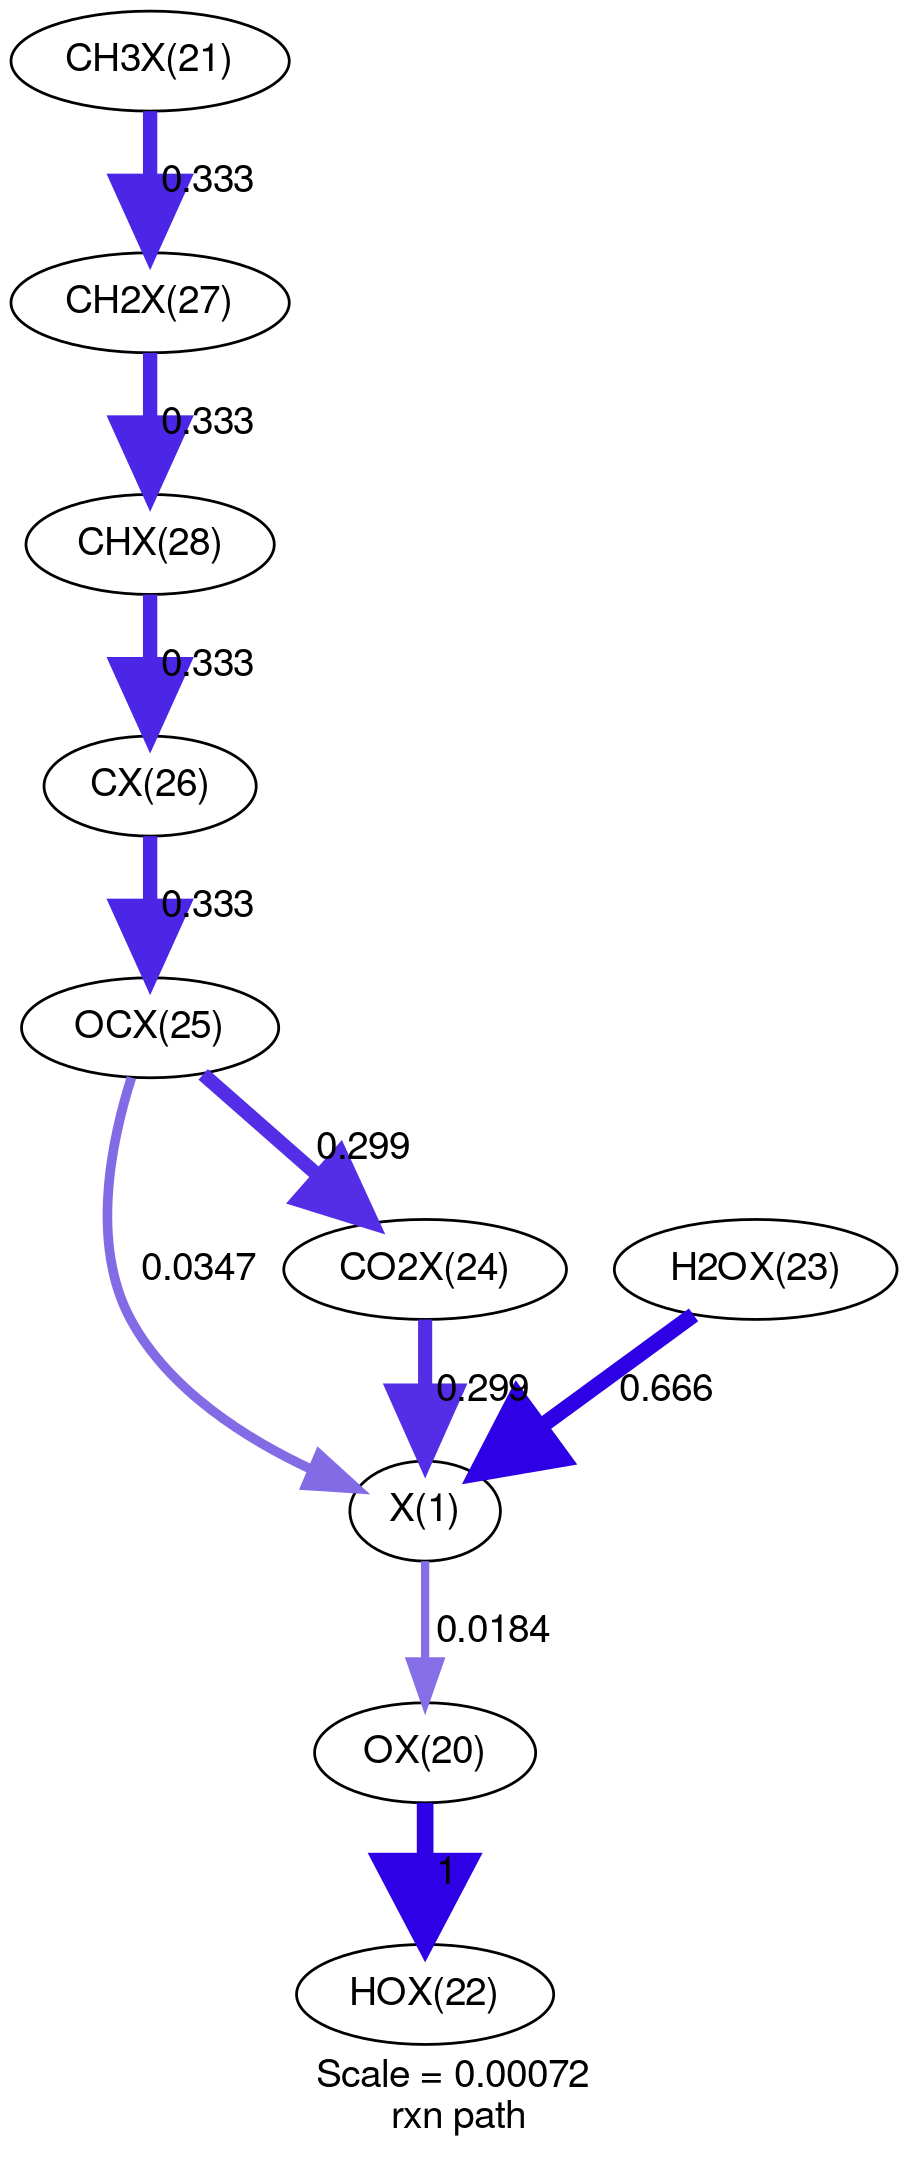 CH3X(21)
0.333
CH2X(27)
0.333
CHX(28)
0.333
CX(26)
0.333
OCX(25)
0.299
0.0347
CO2X(24)
H2OX(23)
0.299
0.666
X(1)
0.0184
OX(20)
1
HOX(22)
Scale = 0.00072
rxn path